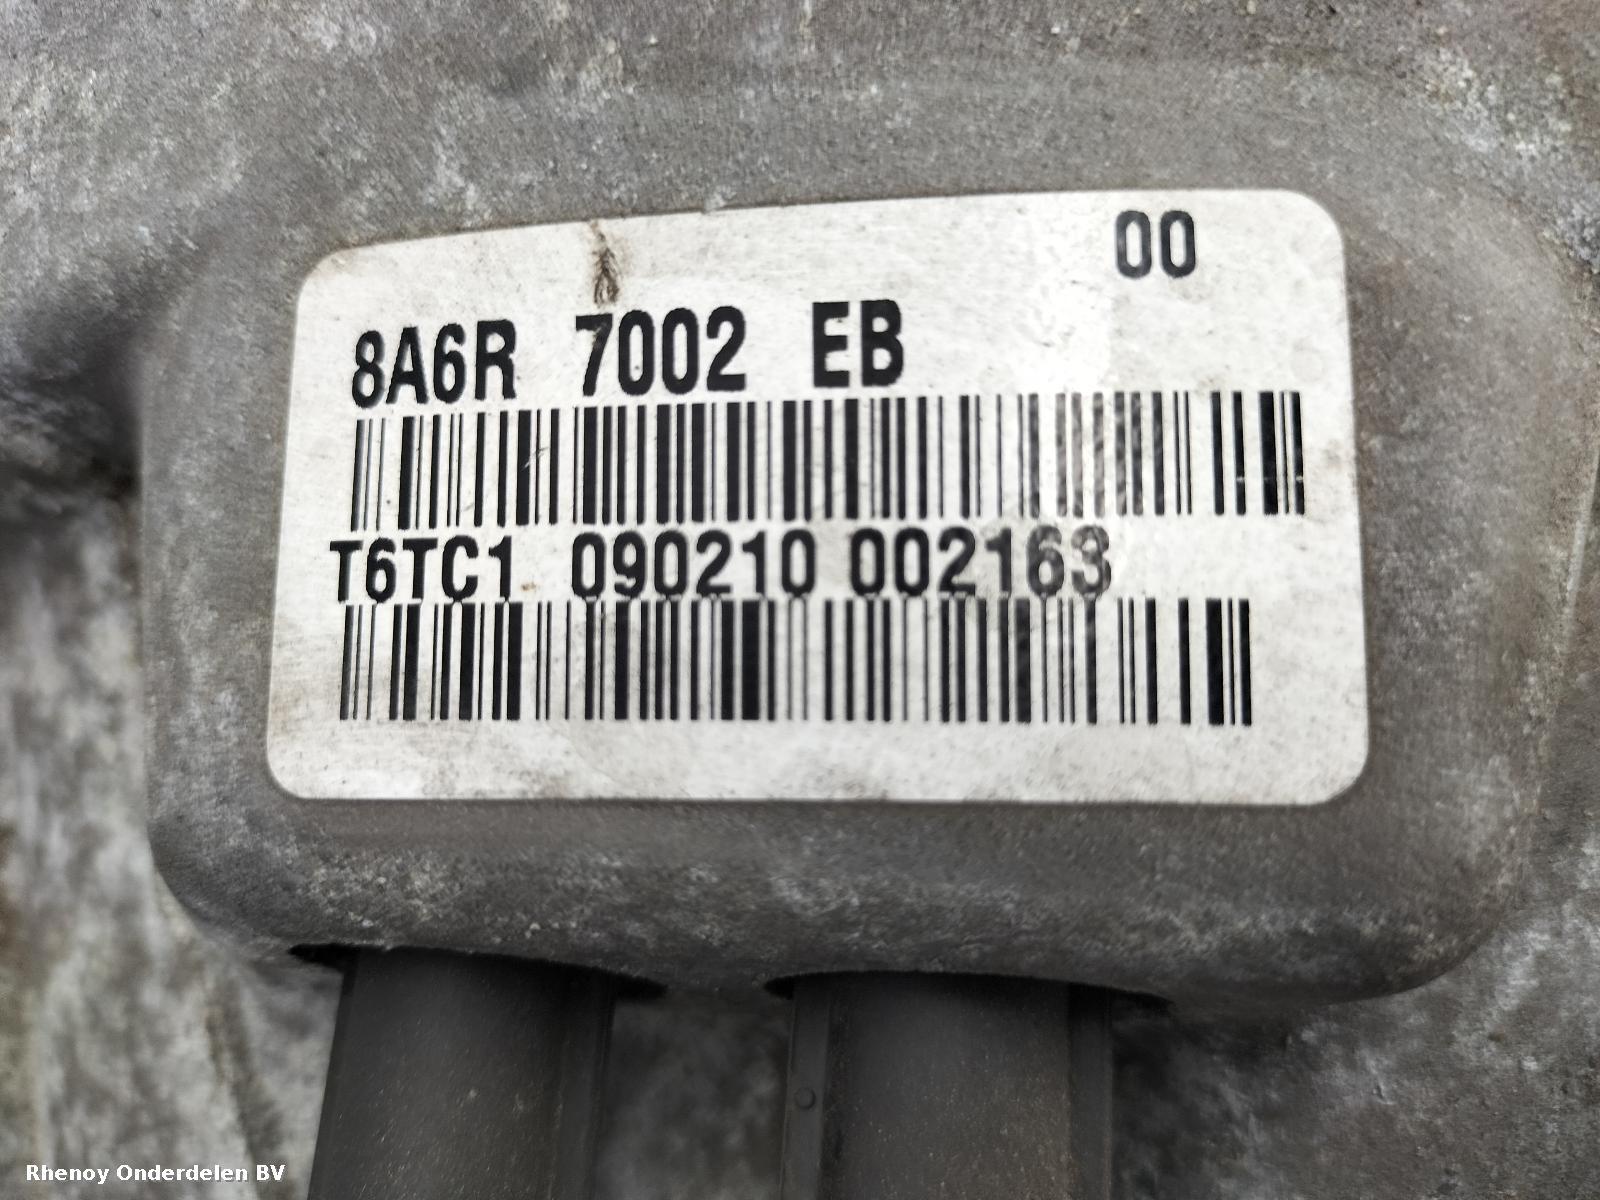 00
8A6R 7002 EB
T6TC1 090210 002163
Rhenoy Onderdelen BV